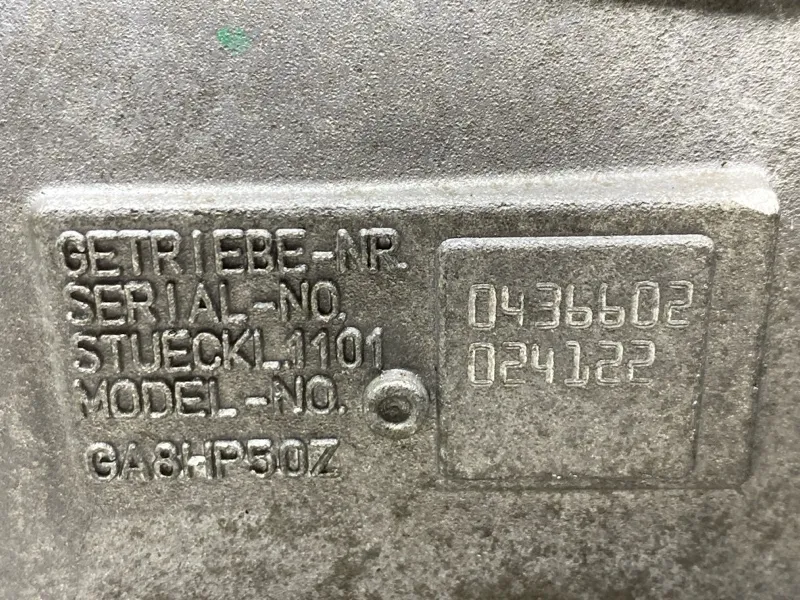 GETRIEBE-NR.
SERIAL-NO.
STUECKL.1101
MODEL-NO.
GA8HP50Z
0436602
024122